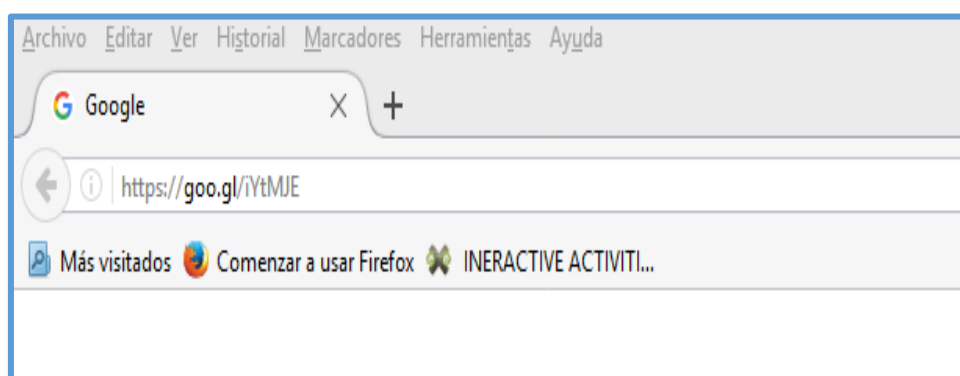 Archivo Editar Ver Historial Marcadores Herramientas Ayuda
Google
https://goo.gl/iYtMJE
Más visitados Comenzar a usar Firefox INERACTIVE ACTIVITI...